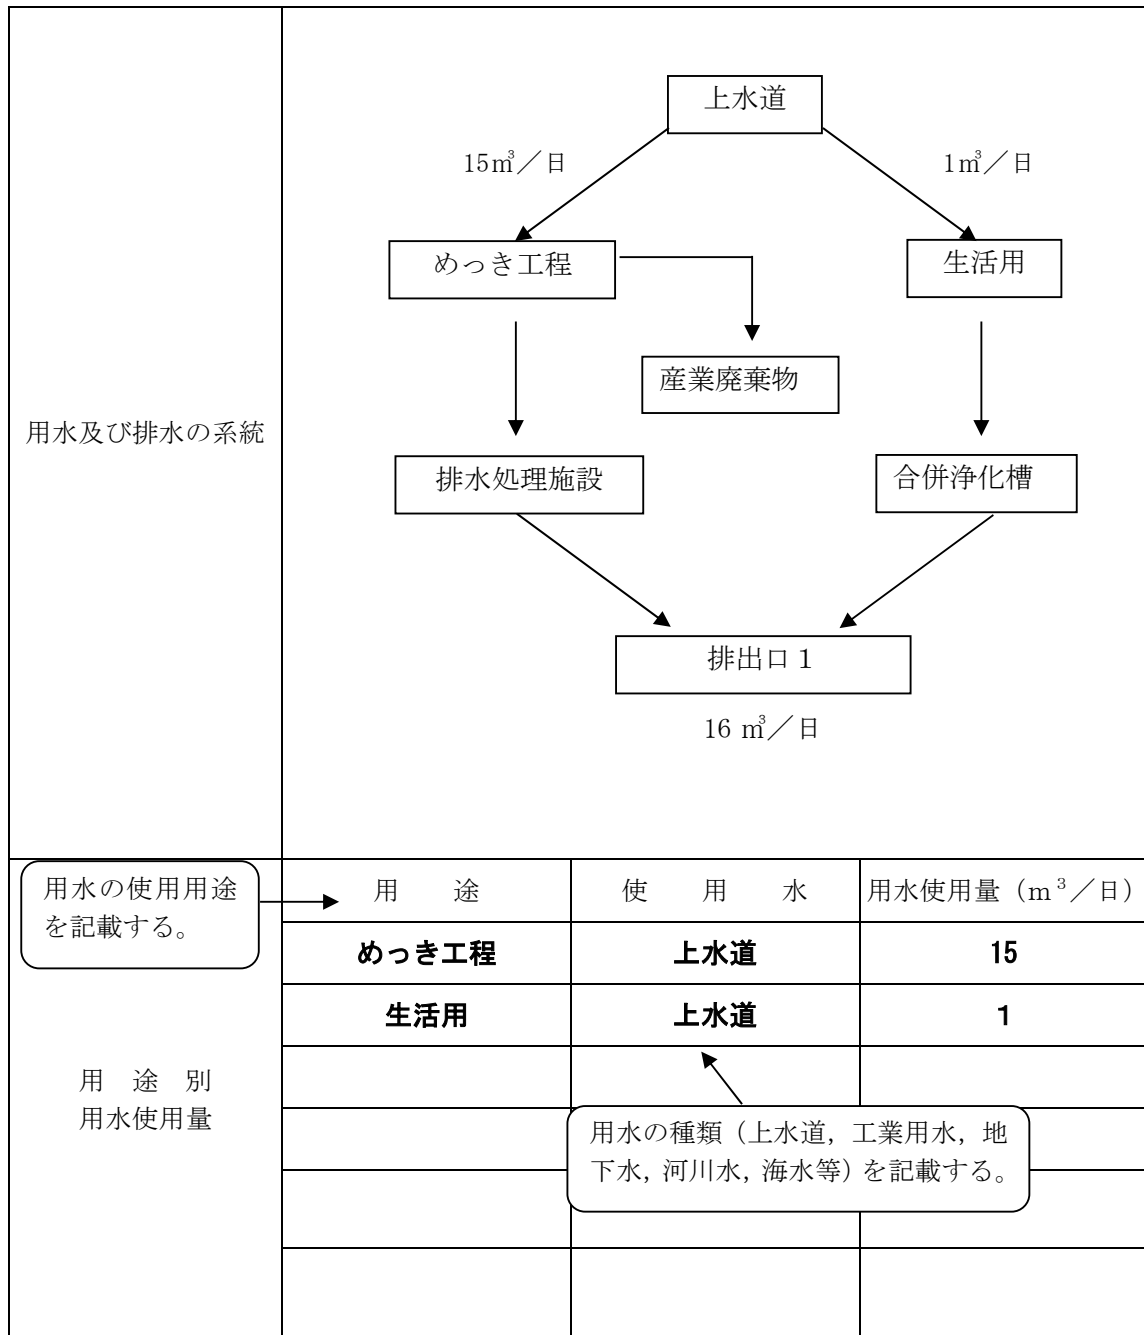 上水道
15㎥／日
1㎥／日
めっき工程
生活用
産業廃棄物
用水及び排水の系統
排水処理施設
合併浄化槽
排出口１
16 ㎥／日
用水の使用用途
を記載する。
用　途
使　用　水
用水使用量（ｍ³／日）
めっき工程
上水道
15
生活用
上水道
1
用　途　別
用水使用量
用水の種類（上水道，工業用水，地
下水，河川水，海水等）を記載する。